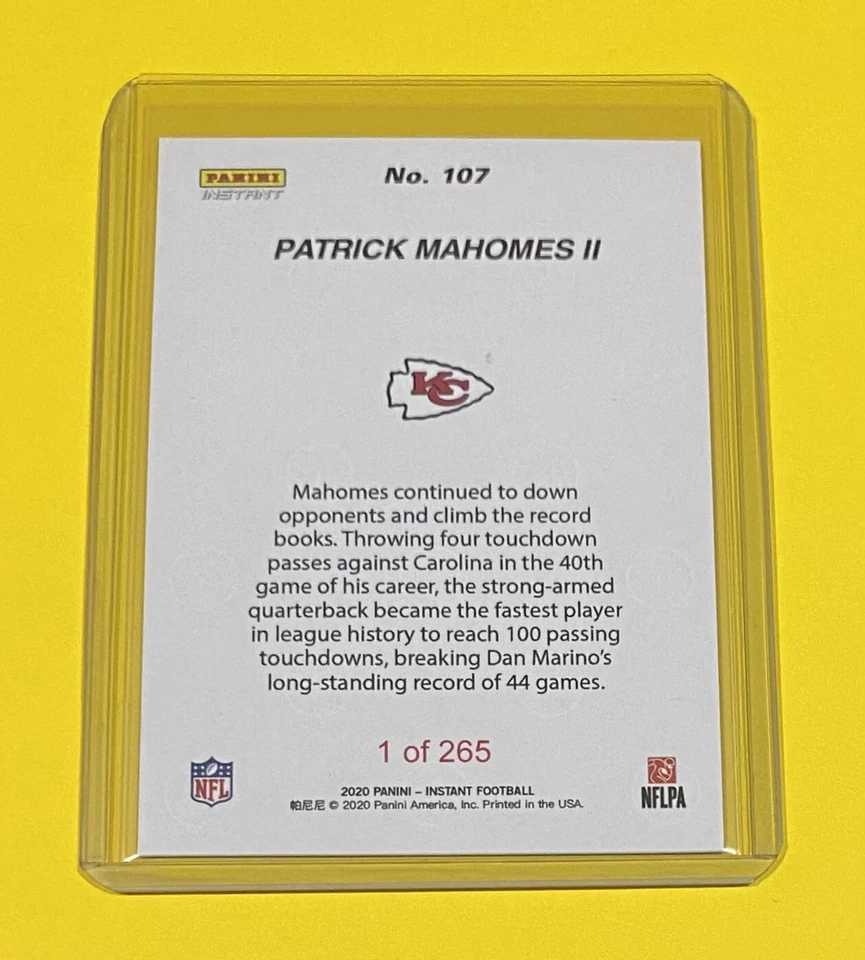 PANINI
INSTANT
No. 107
PATRICK MAHOMES II
KC
Mahomes continued to down
opponents and climb the record
books. Throwing four touchdown
passes against Carolina in the 40th
game of his career, the strong-armed
quarterback became the fastest player
in league history to reach 100 passing
touchdowns, breaking Dan Marino's
long-standing record of 44 games.
1 of 265
NFL
2020 PANINI – INSTANT FOOTBALL
帕尼尼 © 2020 Panini America, Inc. Printed in the USA.
NFLPA